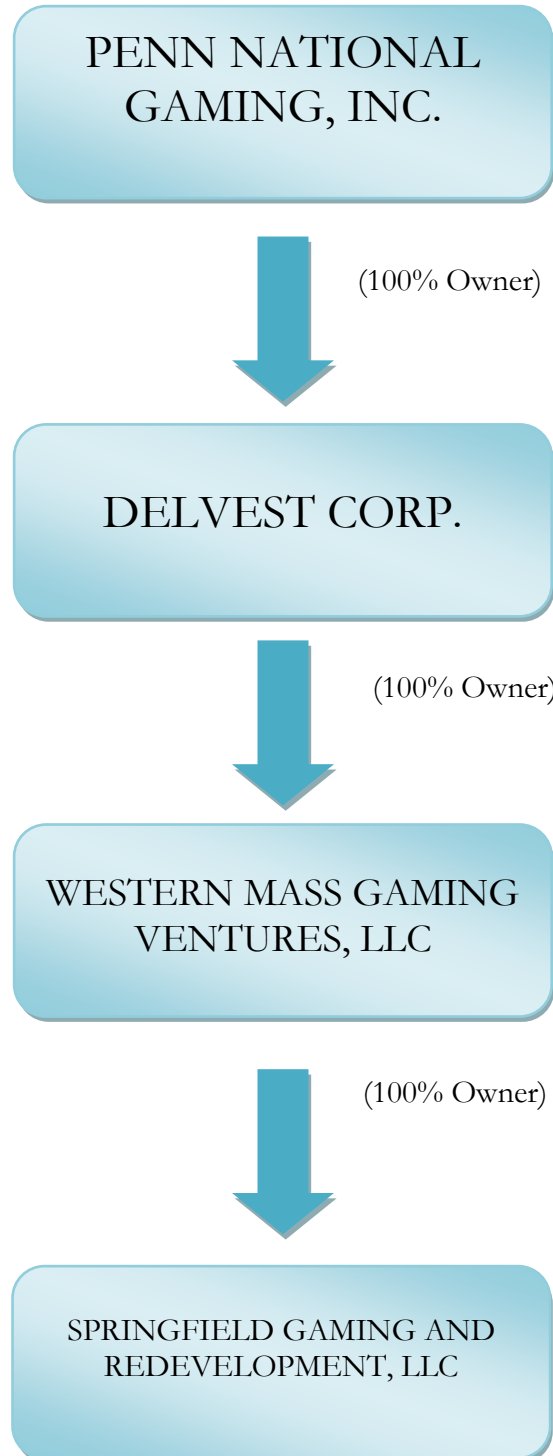 PENN NATIONAL
GAMING, INC.
(100% Owner)
DELVEST CORP.
(100% Owner)
WESTERN MASS GAMING
VENTURES, LLC
(100% Owner)
SPRINGFIELD GAMING AND
REDEVELOPMENT, LLC